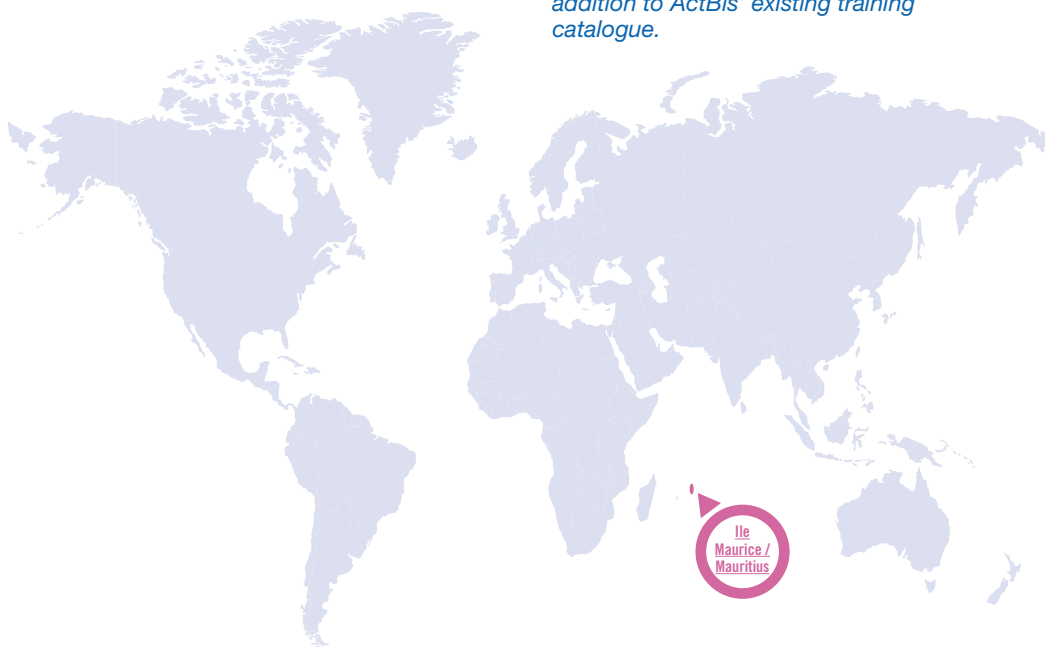 addition to ActBis' existing training
catalogue.
Ile
Maurice /
Mauritius